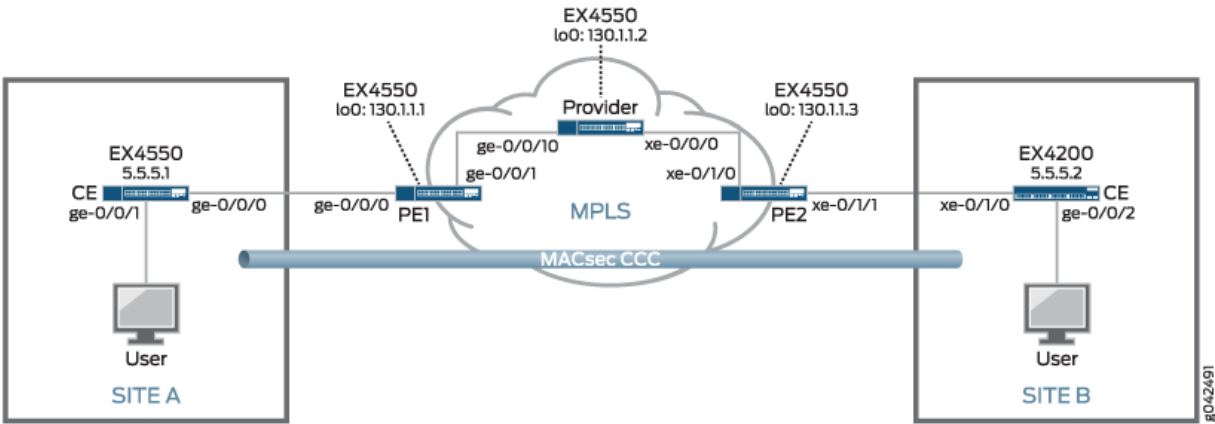 EX4550
lo0: 130.1.1.2
EX4550
lo0: 130.1.1.1
EX4550
lo0: 130.1.1.3
Provider
ge-0/0/10
xe-0/0/0
EX4550
5.5.5.1
CE
ge-0/0/1
ge-0/0/0
ge-0/0/0
PE1
ge-0/0/1
MPLS
xe-0/1/0
PE2
xe-0/1/1
EX4200
5.5.5.2
xe-0/1/0
CE
ge-0/0/2
MACsec CCC
User
SITE A
User
SITE B
g042491